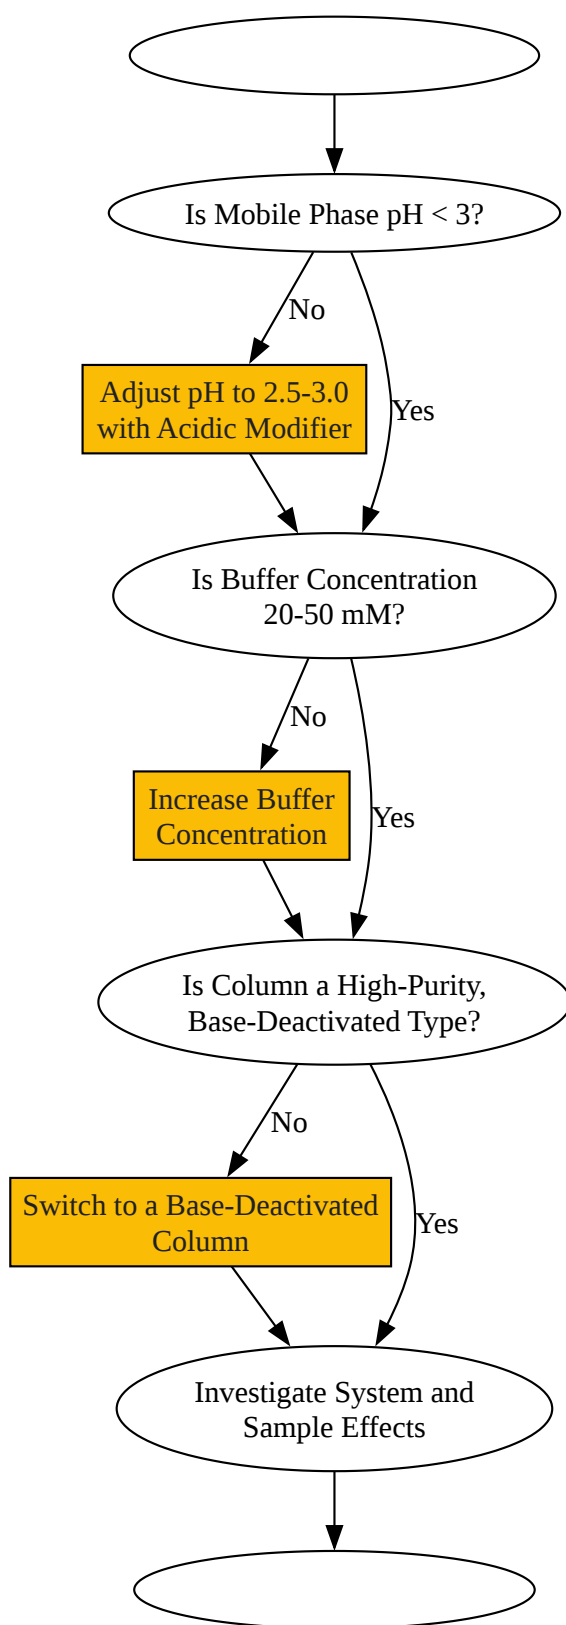 Is Mobile Phase pH < 3?
No
Adjust pH to 2.5-3.0
with Acidic Modifier
Yes
Is Buffer Concentration
20-50 mM?
No
Increase Buffer
Concentration
Yes
Is Column a High-Purity,
Base-Deactivated Type?
No
Switch to a Base-Deactivated
Column
Yes
Investigate System and
Sample Effects